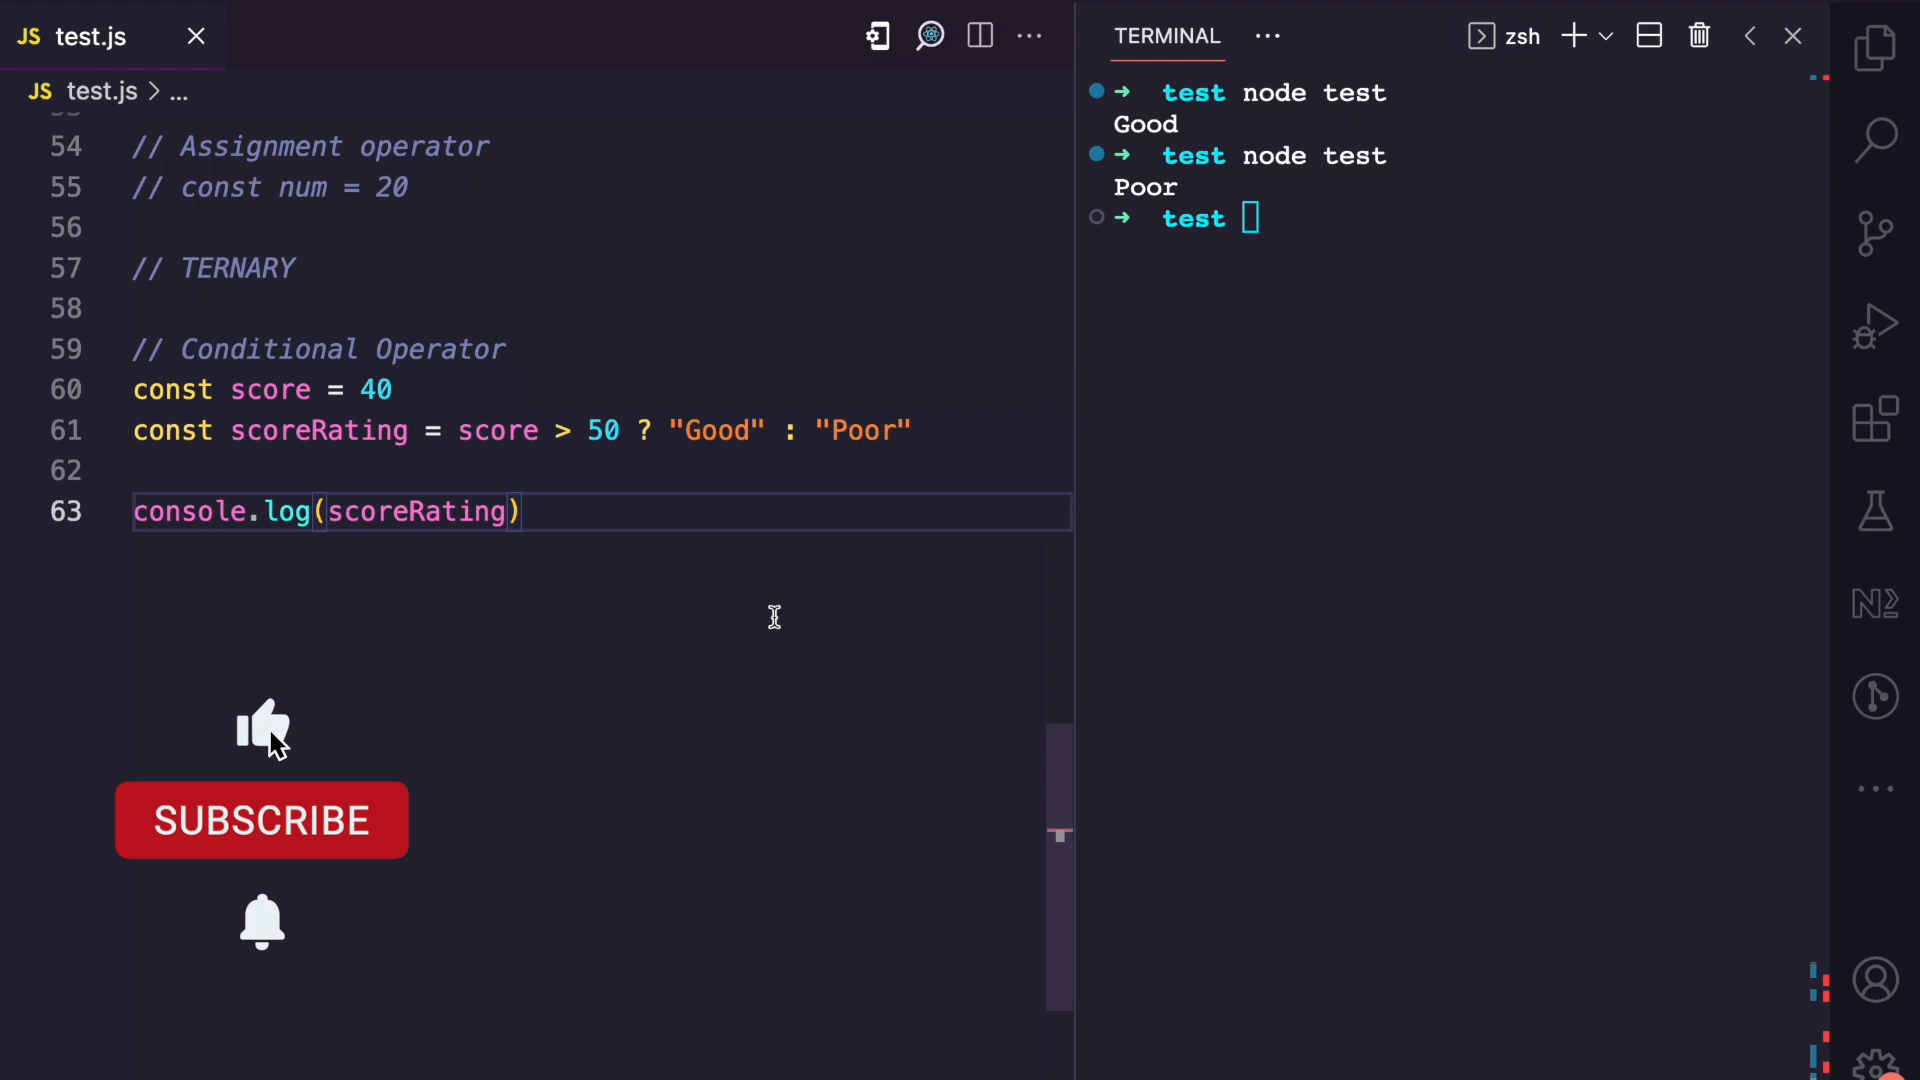 JS test.js
JS test.js > ...
54 // Assignment operator
55 // const num = 20
56
57 // TERNARY
58
59 // Conditional Operator
60 const score = 40
61 const scoreRating = score > 50 ? "Good" : "Poor"
62
63 console.log(scoreRating)
SUBSCRIBE
TERMINAL ... zsh
➜ test node test
Good
➜ test node test
Poor
➜ test